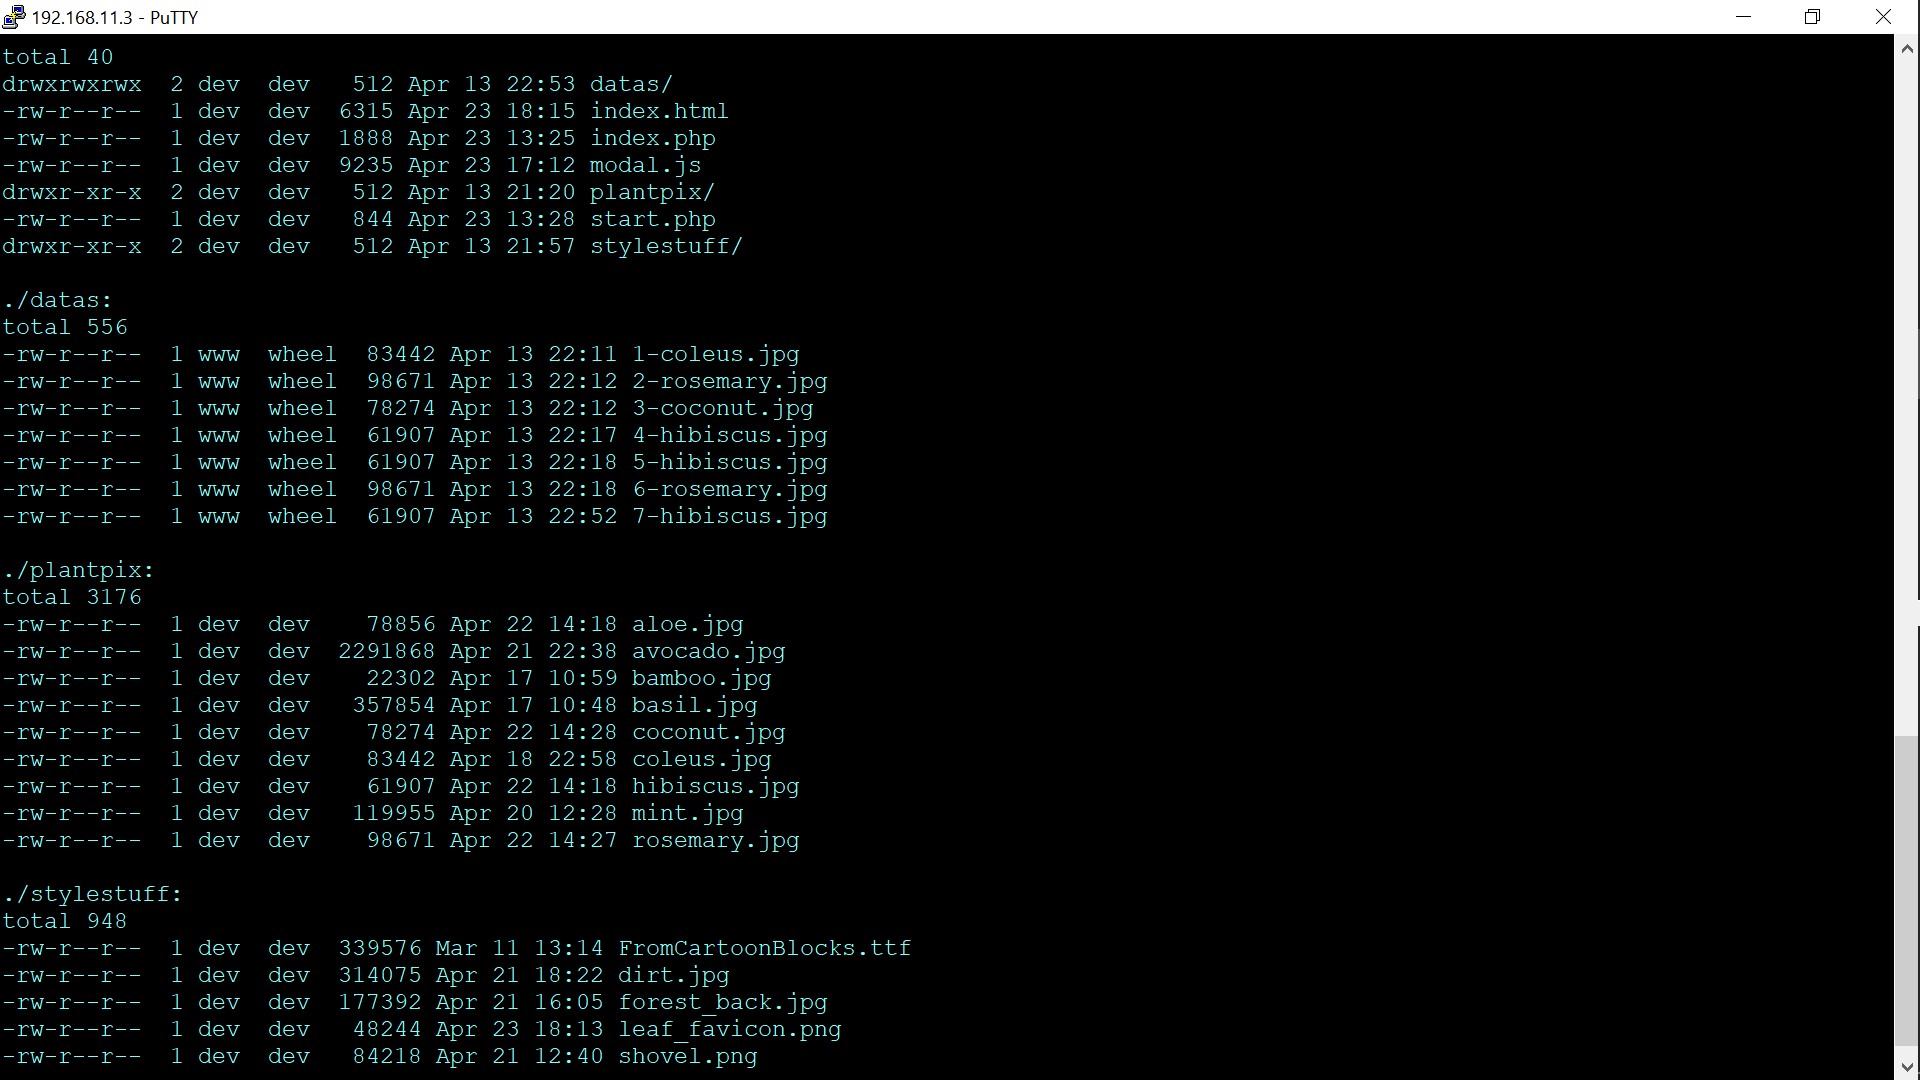 192.168.11.3 - PuTTY
total 40
drwxrwxrwx  2 dev  dev   512 Apr 13 22:53 datas/
-rw-r--r--  1 dev  dev  6315 Apr 23 18:15 index.html
-rw-r--r--  1 dev  dev  1888 Apr 23 13:25 index.php
-rw-r--r--  1 dev  dev  9235 Apr 23 17:12 modal.js
drwxr-xr-x  2 dev  dev   512 Apr 13 21:20 plantpix/
-rw-r--r--  1 dev  dev   844 Apr 23 13:28 start.php
drwxr-xr-x  2 dev  dev   512 Apr 13 21:57 stylestuff/

./datas:
total 556
-rw-r--r--  1 www  wheel  83442 Apr 13 22:11 1-coleus.jpg
-rw-r--r--  1 www  wheel  98671 Apr 13 22:12 2-rosemary.jpg
-rw-r--r--  1 www  wheel  78274 Apr 13 22:12 3-coconut.jpg
-rw-r--r--  1 www  wheel  61907 Apr 13 22:17 4-hibiscus.jpg
-rw-r--r--  1 www  wheel  61907 Apr 13 22:18 5-hibiscus.jpg
-rw-r--r--  1 www  wheel  98671 Apr 13 22:18 6-rosemary.jpg
-rw-r--r--  1 www  wheel  61907 Apr 13 22:52 7-hibiscus.jpg

./plantpix:
total 3176
-rw-r--r--  1 dev  dev    78856 Apr 22 14:18 aloe.jpg
-rw-r--r--  1 dev  dev  2291868 Apr 21 22:38 avocado.jpg
-rw-r--r--  1 dev  dev    22302 Apr 17 10:59 bamboo.jpg
-rw-r--r--  1 dev  dev   357854 Apr 17 10:48 basil.jpg
-rw-r--r--  1 dev  dev    78274 Apr 22 14:28 coconut.jpg
-rw-r--r--  1 dev  dev    83442 Apr 18 22:58 coleus.jpg
-rw-r--r--  1 dev  dev    61907 Apr 22 14:18 hibiscus.jpg
-rw-r--r--  1 dev  dev   119955 Apr 20 12:28 mint.jpg
-rw-r--r--  1 dev  dev    98671 Apr 22 14:27 rosemary.jpg

./stylestuff:
total 948
-rw-r--r--  1 dev  dev  339576 Mar 11 13:14 FromCartoonBlocks.ttf
-rw-r--r--  1 dev  dev  314075 Apr 21 18:22 dirt.jpg
-rw-r--r--  1 dev  dev  177392 Apr 21 16:05 forest_back.jpg
-rw-r--r--  1 dev  dev   48244 Apr 23 18:13 leaf_favicon.png
-rw-r--r--  1 dev  dev   84218 Apr 21 12:40 shovel.png